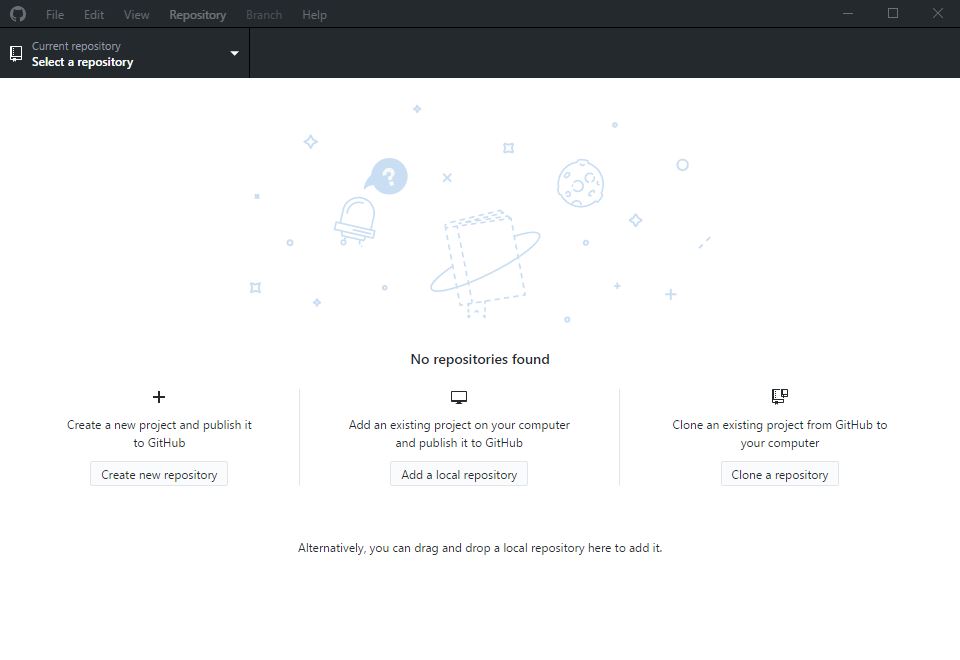 File Edit View Repository Branch Help
Current repository
Select a repository
?
No repositories found
Create a new project and publish it
to GitHub
Create new repository
Add an existing project on your computer
and publish it to GitHub
Add a local repository
Clone an existing project from GitHub to
your computer
Clone a repository
Alternatively, you can drag and drop a local repository here to add it.